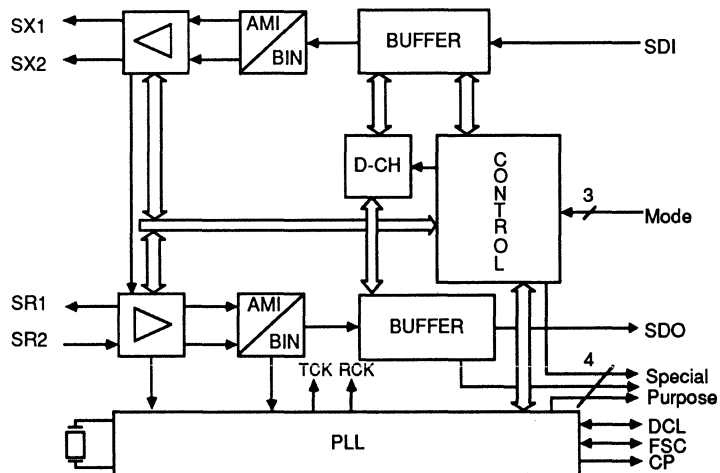 SX1
SX2
AMI
BIN
BUFFER
SDI
D-CH
CONTROL
3
Mode
SR1
SR2
AMI
BIN
BUFFER
SDO
TCK RCK
4
Special
Purpose
PLL
DCL
FSC
CP